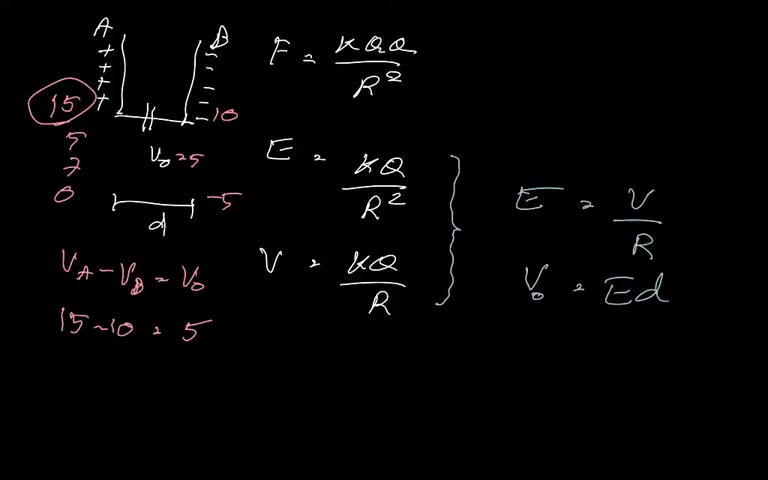 A B
+ -
+ -
+ -
+ -
15 10
5
7
0
V₀ = 5
-5
d
V_A - V_B = V₀
15 - 10 = 5
F = KQQ / R²
E = KQ / R²
V = KQ / R
E = V / R
V₀ = Ed